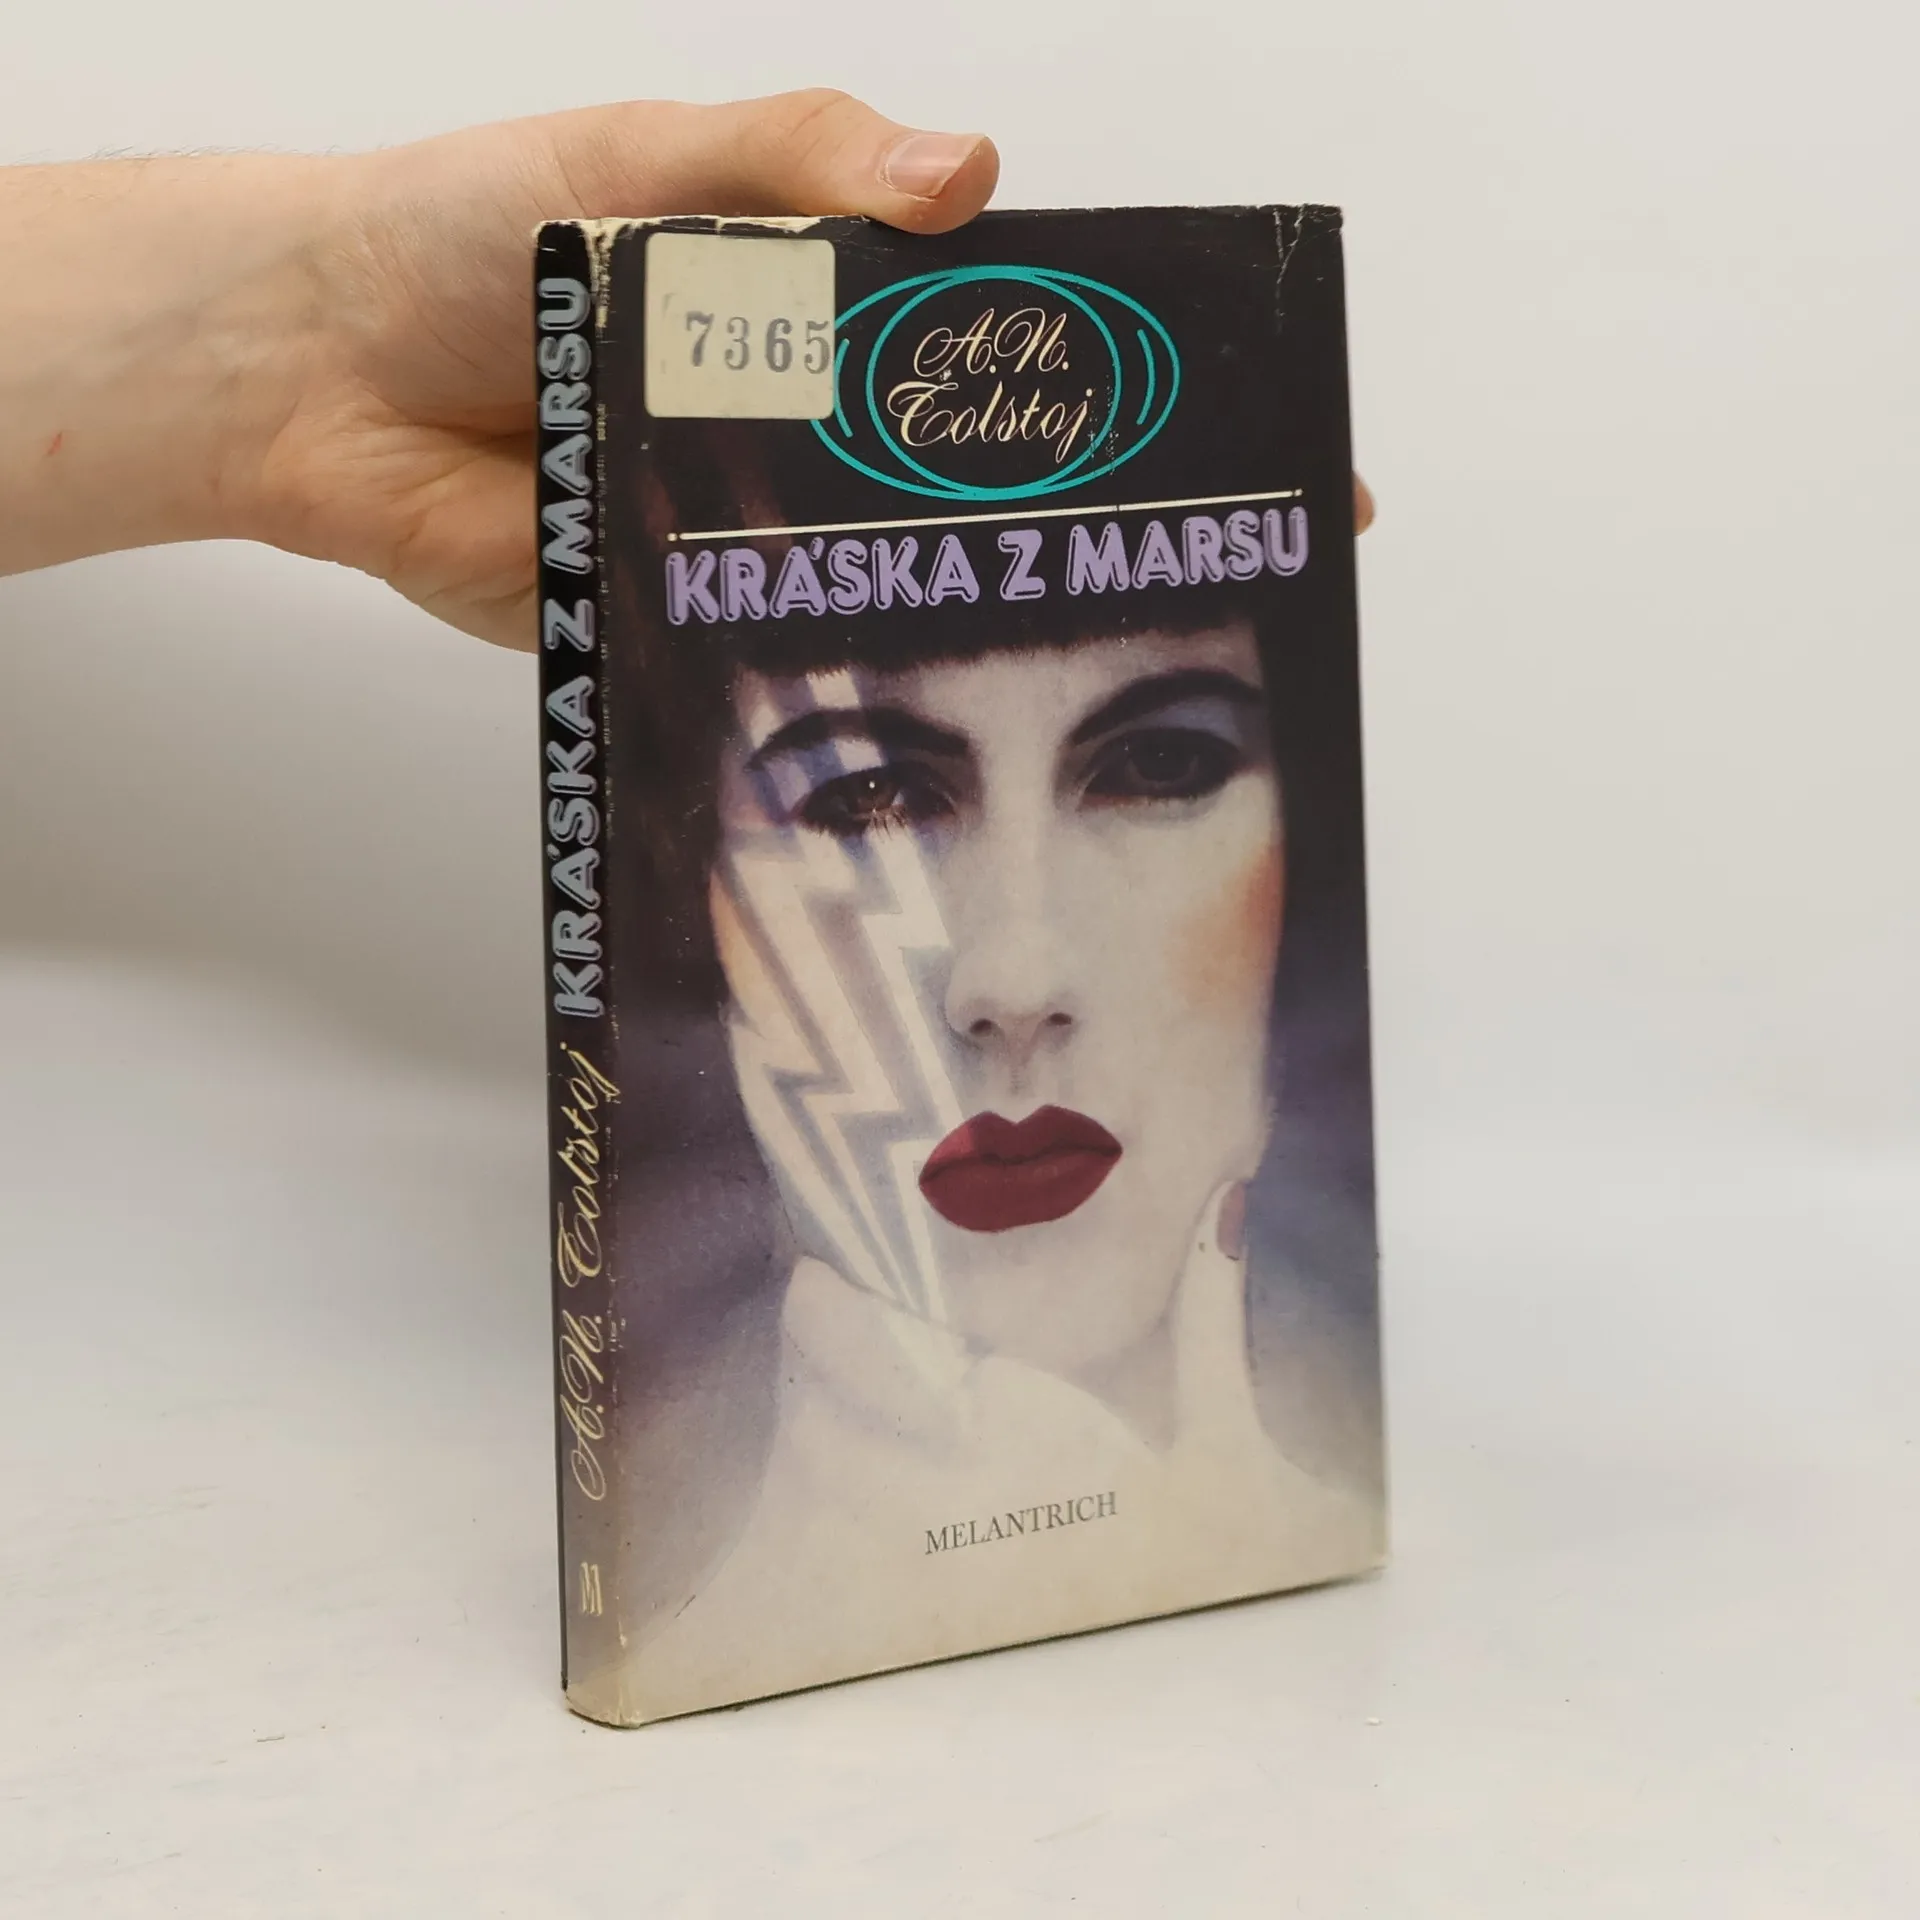 7365
A.N.
Tolstoj
KRÁSKA Z MARSU
MELANTRICH
A.N. Tolstoj KRÁSKA Z MARSU
M